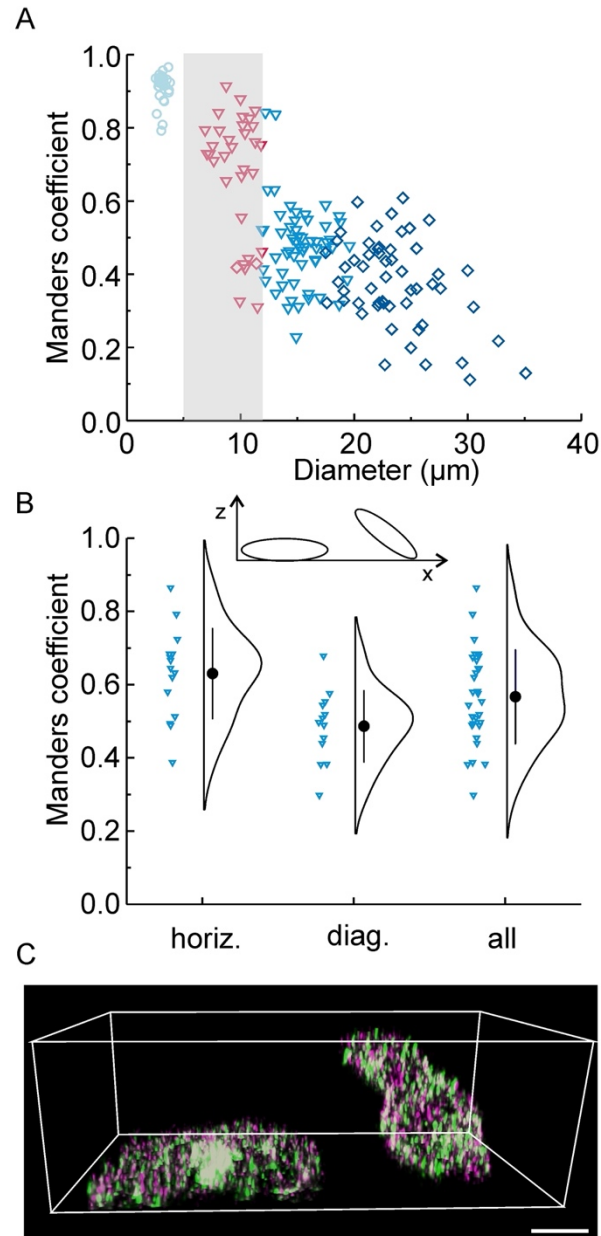 A
Manders coefficient
1.0
0.8
0.6
0.4
0.2
0.0
0 10 20 30 40
Diameter (µm)
B
Manders coefficient
1.0
0.8
0.6
0.4
0.2
0.0
z
x
horiz. diag. all
C